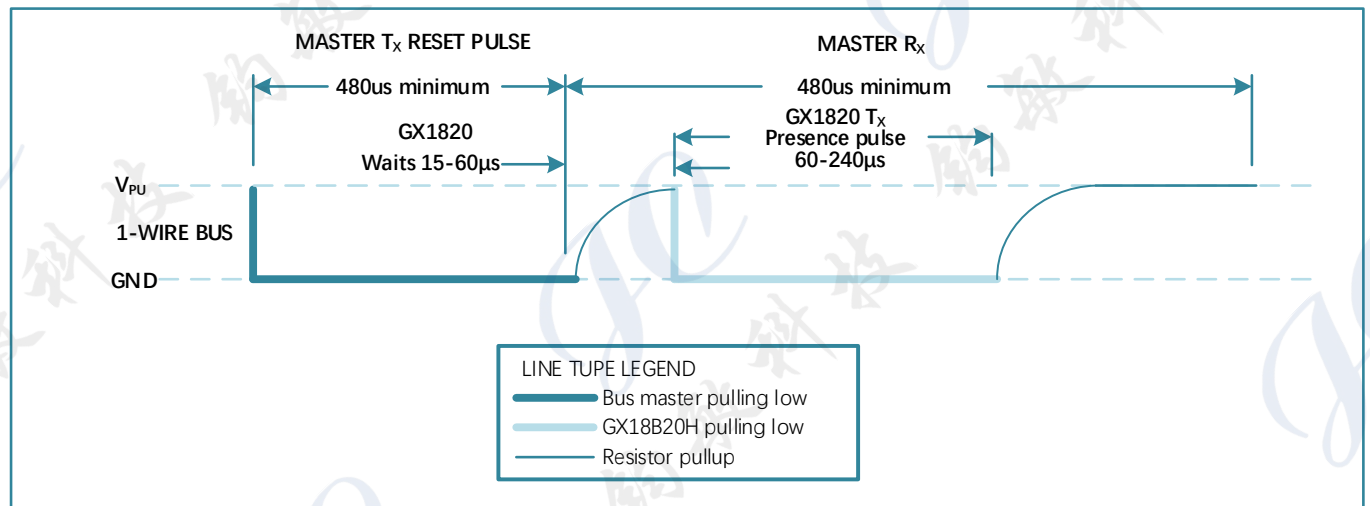 MASTER TX RESET PULSE
MASTER RX
480us minimum
480us minimum
GX1820
Waits 15-60μs
GX1820 TX
Presence pulse
60-240μs
VPU
1-WIRE BUS
GND
LINE TUPE LEGEND
Bus master pulling low
GX18B20H pulling low
Resistor pullup